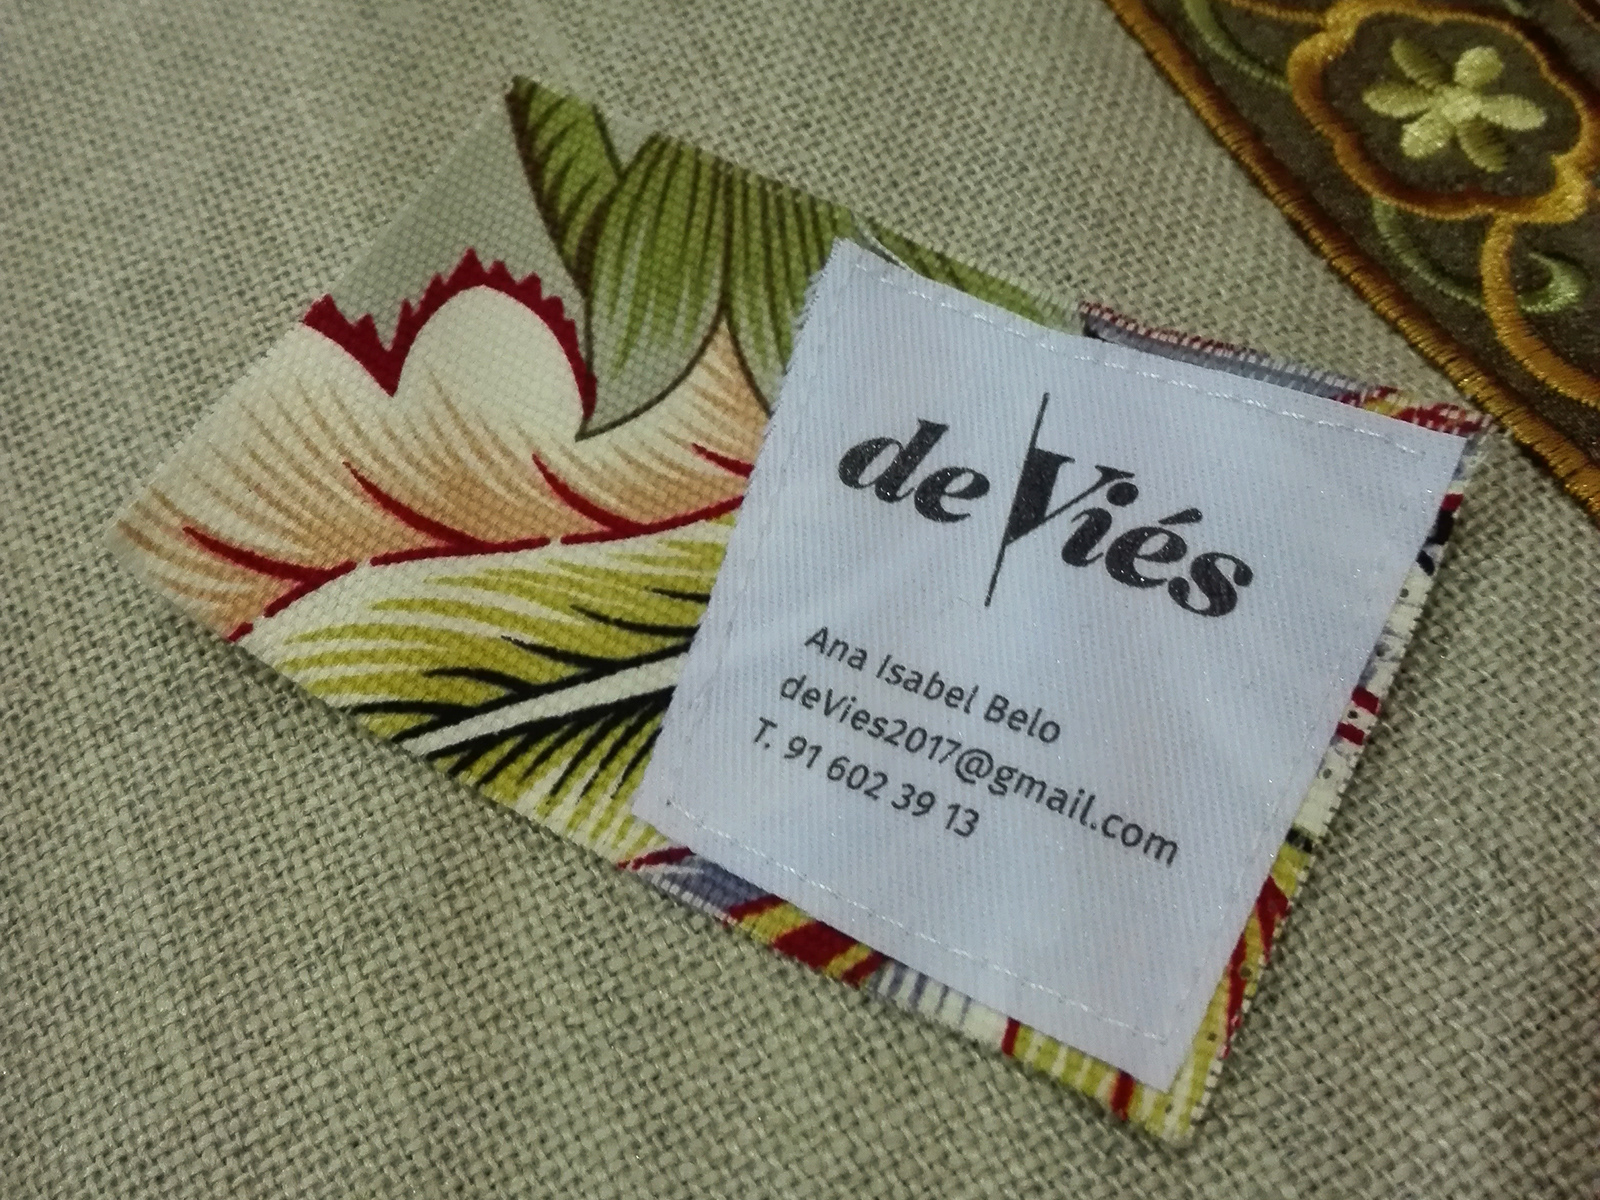 deViés
Ana Isabel Belo
deVies2017@gmail.com
T. 91 602 39 13